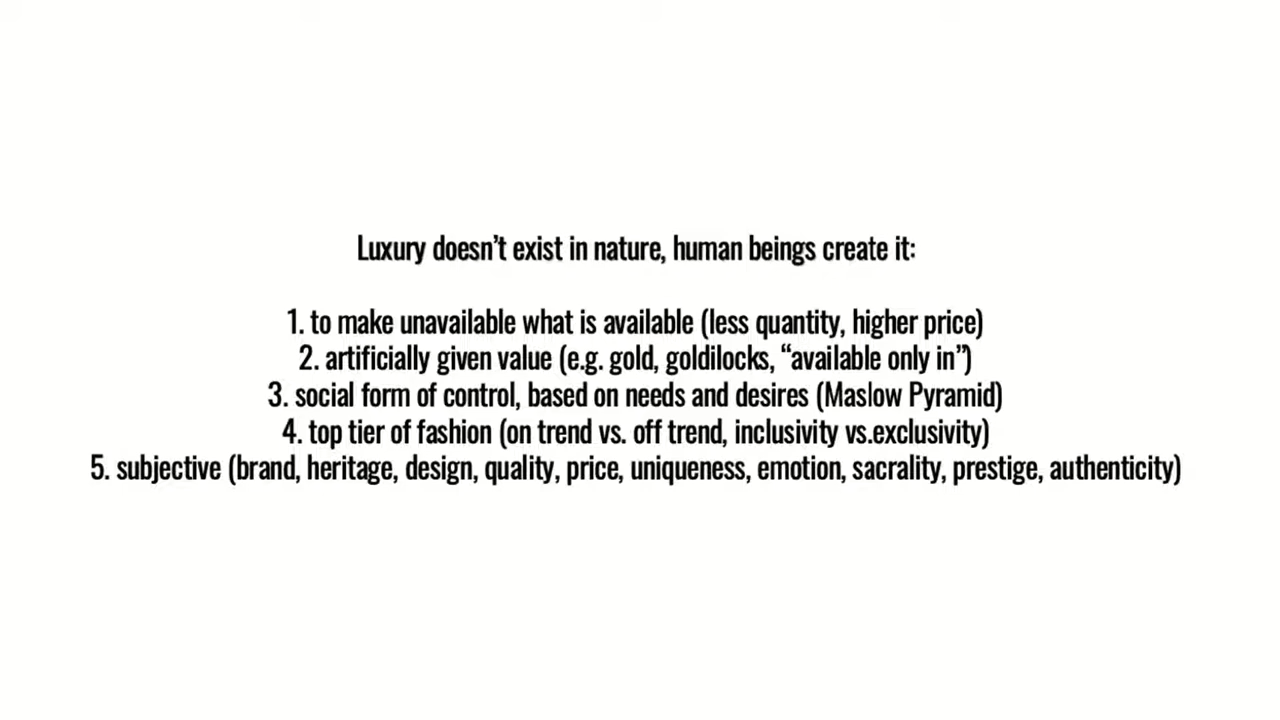 Luxury doesn’t exist in nature, human beings create it:
1. to make unavailable what is available (less quantity, higher price)
2. artificially given value (e.g. gold, goldilocks, “available only in”)
3. social form of control, based on needs and desires (Maslow Pyramid)
4. top tier of fashion (on trend vs. off trend, inclusivity vs.exclusivity)
5. subjective (brand, heritage, design, quality, price, uniqueness, emotion, sacrality, prestige, authenticity)